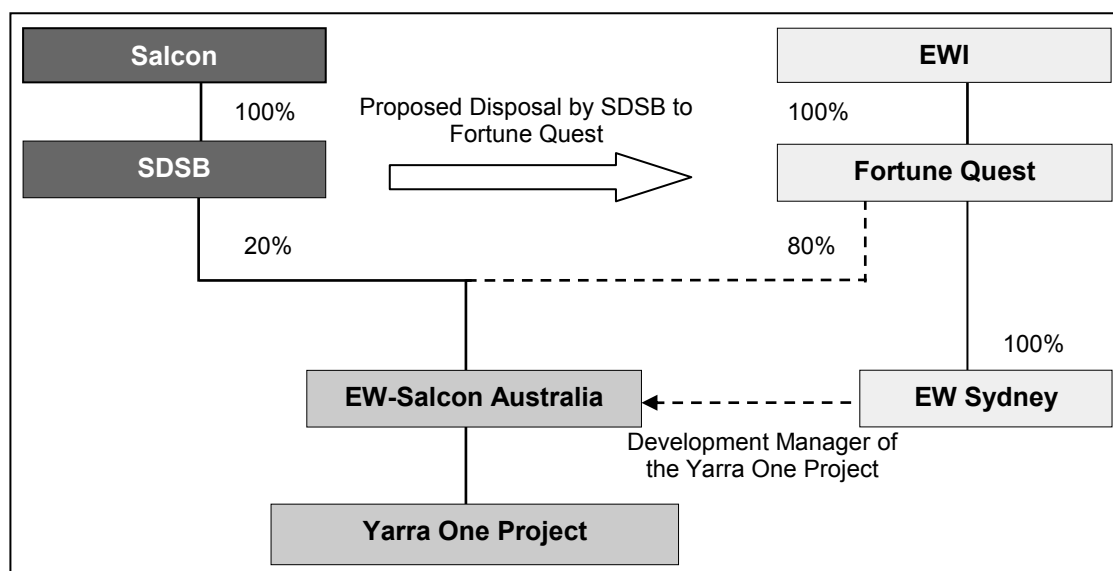 Salcon
EWI
100%
Proposed Disposal by SDSB to
Fortune Quest
100%
SDSB
Fortune Quest
20%
80%
100%
EW-Salcon Australia
EW Sydney
Development Manager of
the Yarra One Project
Yarra One Project